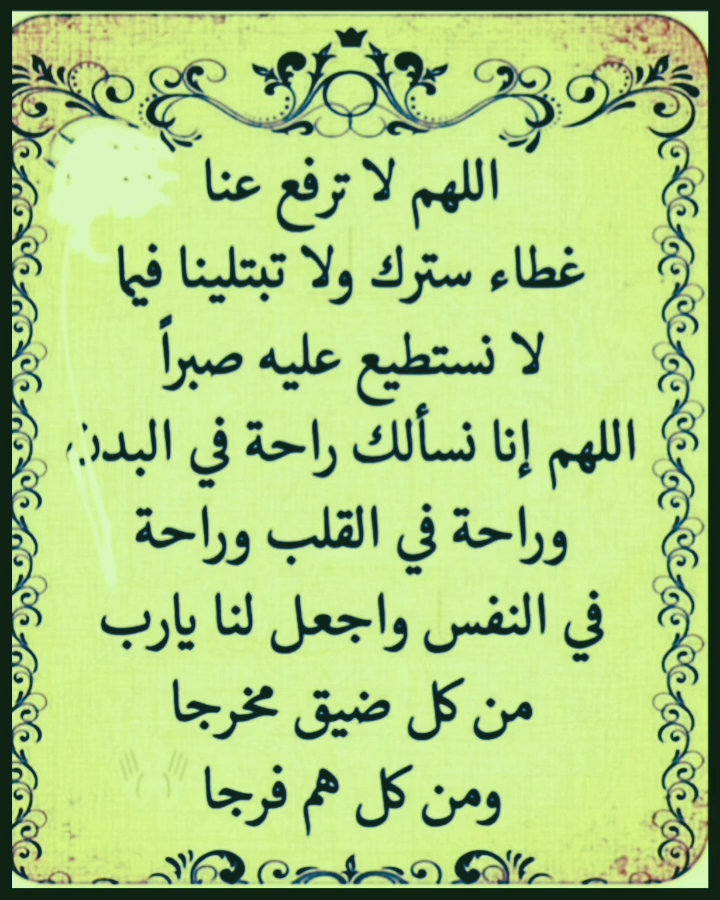 اللهم لا ترفع عنا
غطاء سترك ولا تبتلينا فيما
لا نستطيع عليه صبراً
اللهم إنا نسألك راحة في البدن
وراحة في القلب وراحة
في النفس واجعل لنا يارب
من كل ضيق مخرجا
ومن كل هم فرجا